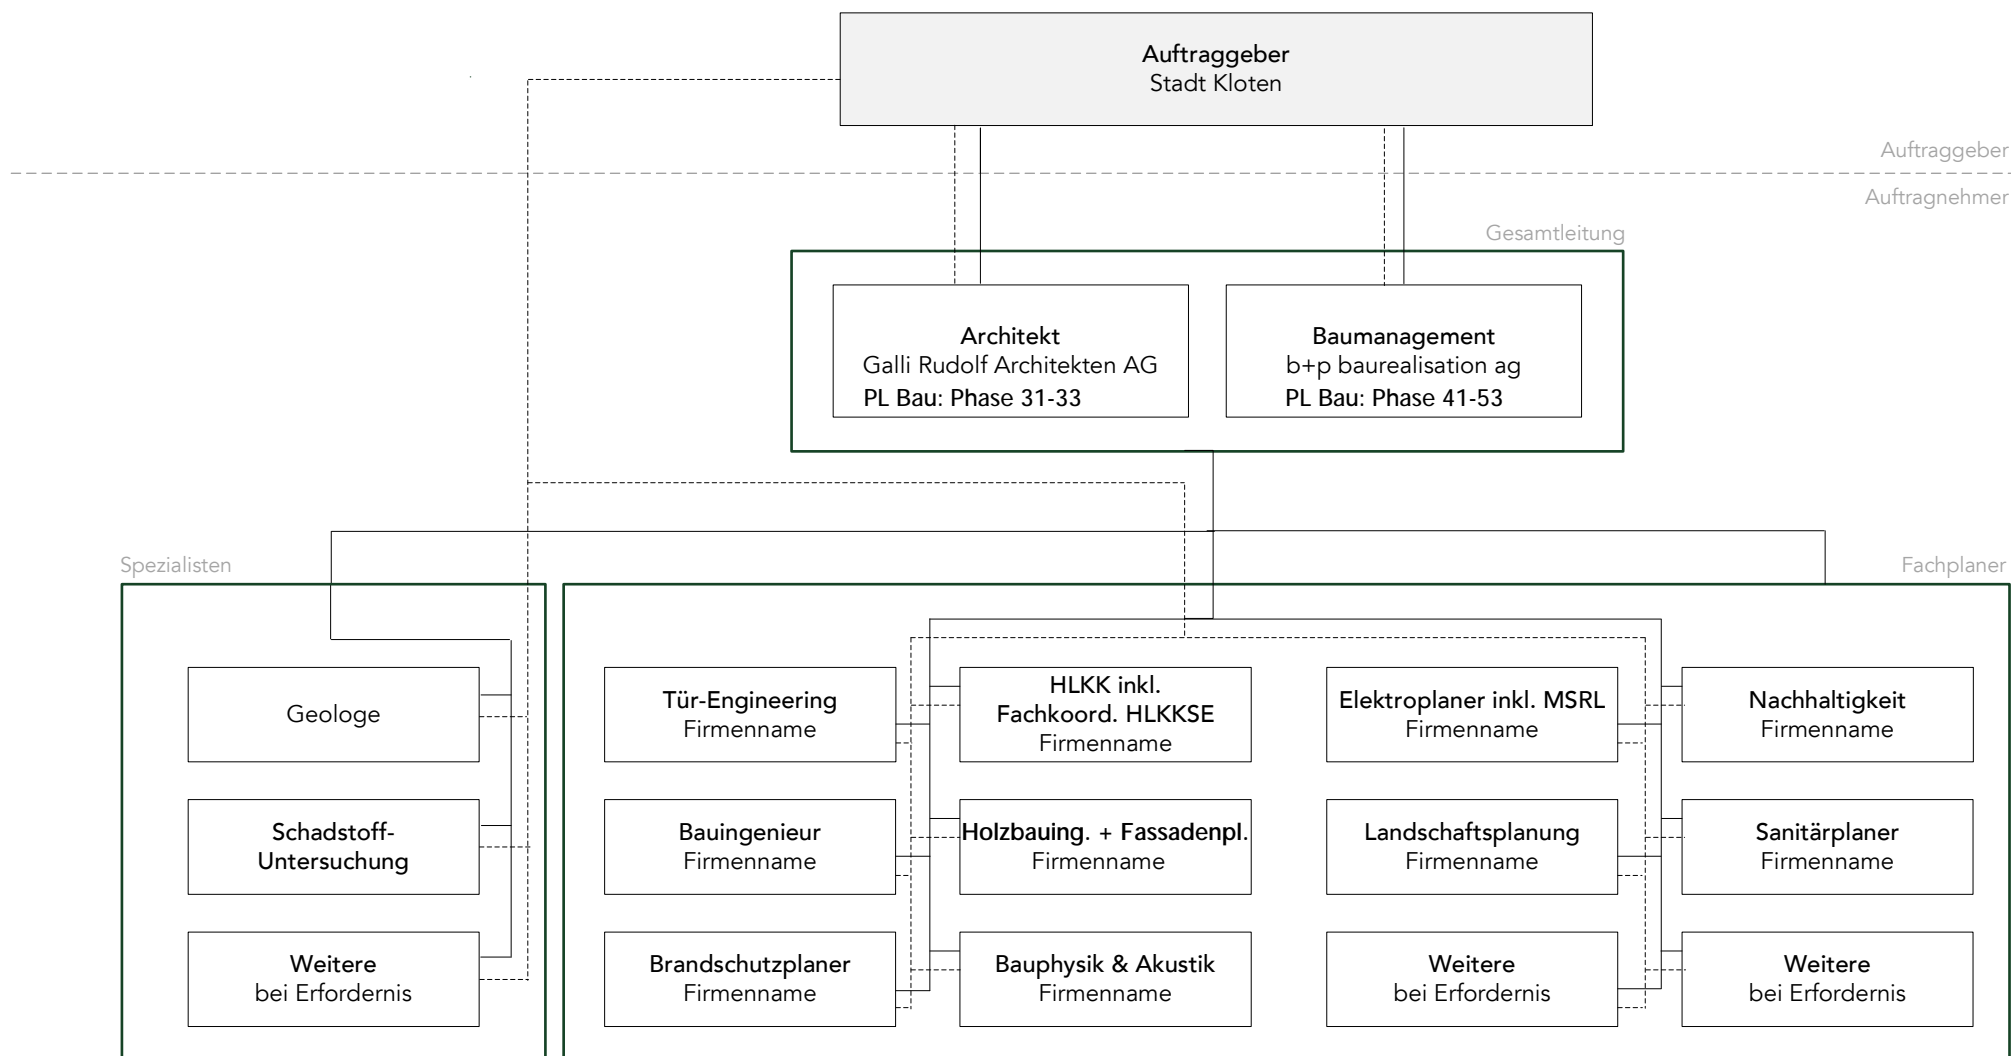 Auftraggeber
Stadt Kloten
Auftraggeber
Auftragnehmer
Gesamtleitung
Architekt
Galli Rudolf Architekten AG
PL Bau: Phase 31-33
Baumanagement
b+p baurealisation ag
PL Bau: Phase 41-53
Spezialisten
Fachplaner
Geologe
Schadstoff-
Untersuchung
Weitere
bei Erfordernis
Tür-Engineering
Firmenname
HLKK inkl.
Fachkoord. HLKKSE
Firmenname
Elektroplaner inkl. MSRL
Firmenname
Nachhaltigkeit
Firmenname
Bauingenieur
Firmenname
Holzbauing. + Fassadenpl.
Firmenname
Landschaftsplanung
Firmenname
Sanitärplaner
Firmenname
Brandschutzplaner
Firmenname
Bauphysik & Akustik
Firmenname
Weitere
bei Erfordernis
Weitere
bei Erfordernis